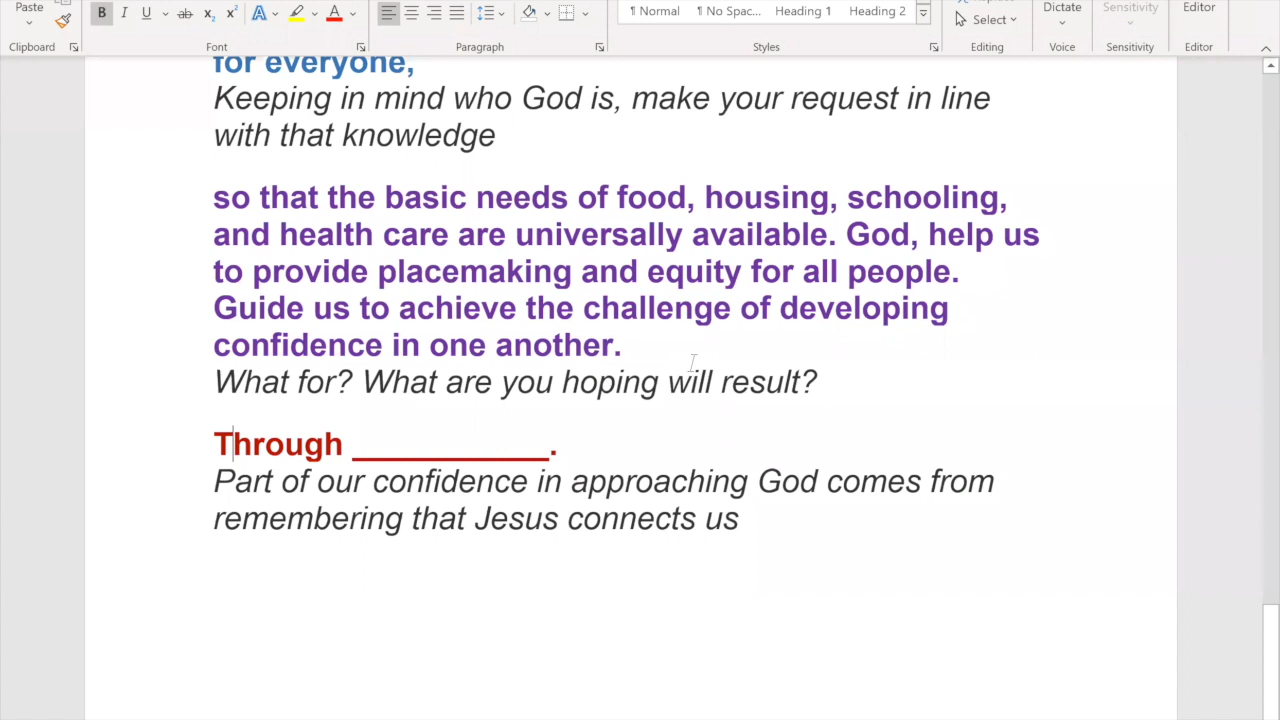 Paste
B I U ab x₂ x² A A
¶ Normal ¶ No Spac... Heading 1 Heading 2
Select
Dictate
Sensitivity
Editor
Clipboard Font Paragraph Styles Editing Voice Sensitivity Editor
for everyone,
Keeping in mind who God is, make your request in line
with that knowledge
so that the basic needs of food, housing, schooling,
and health care are universally available. God, help us
to provide placemaking and equity for all people.
Guide us to achieve the challenge of developing
confidence in one another.
What for? What are you hoping will result?
Through ___________.
Part of our confidence in approaching God comes from
remembering that Jesus connects us